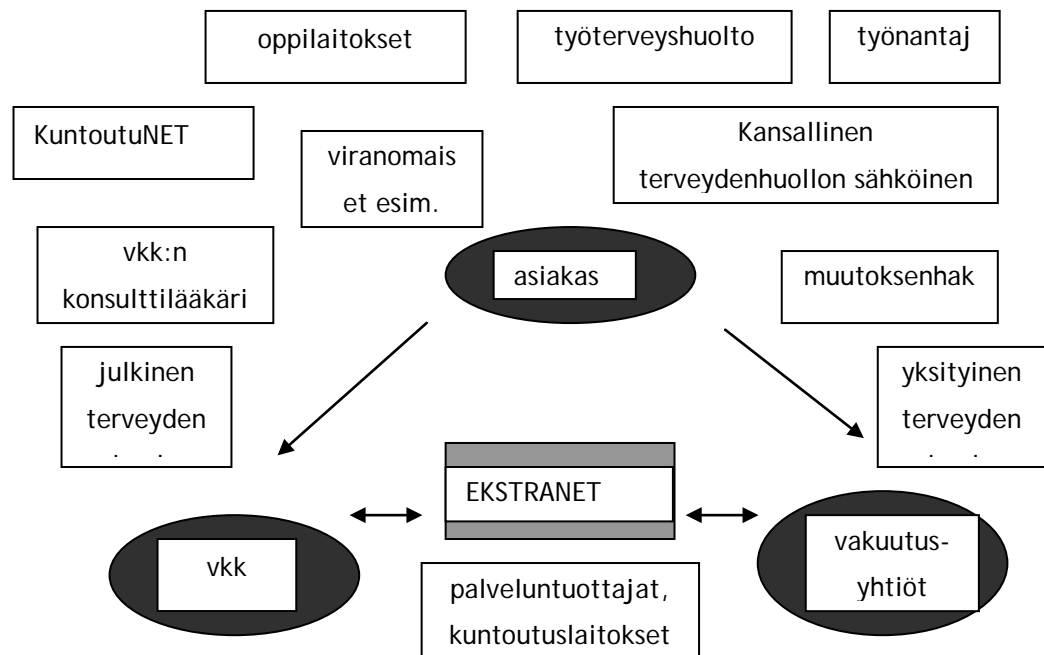 oppilaitokset
työterveyshuolto
työnantaj
KuntoutuNET
viranomais
et esim.
Kansallinen
terveydenhuollon sähköinen
vkk:n
konsulttilääkäri
asiakas
muutoksenhak
julkinen
terveyden
yksityinen
terveyden
EKSTRANET
vkk
vakuutus-
yhtiöt
palveluntuottajat,
kuntoutuslaitokset